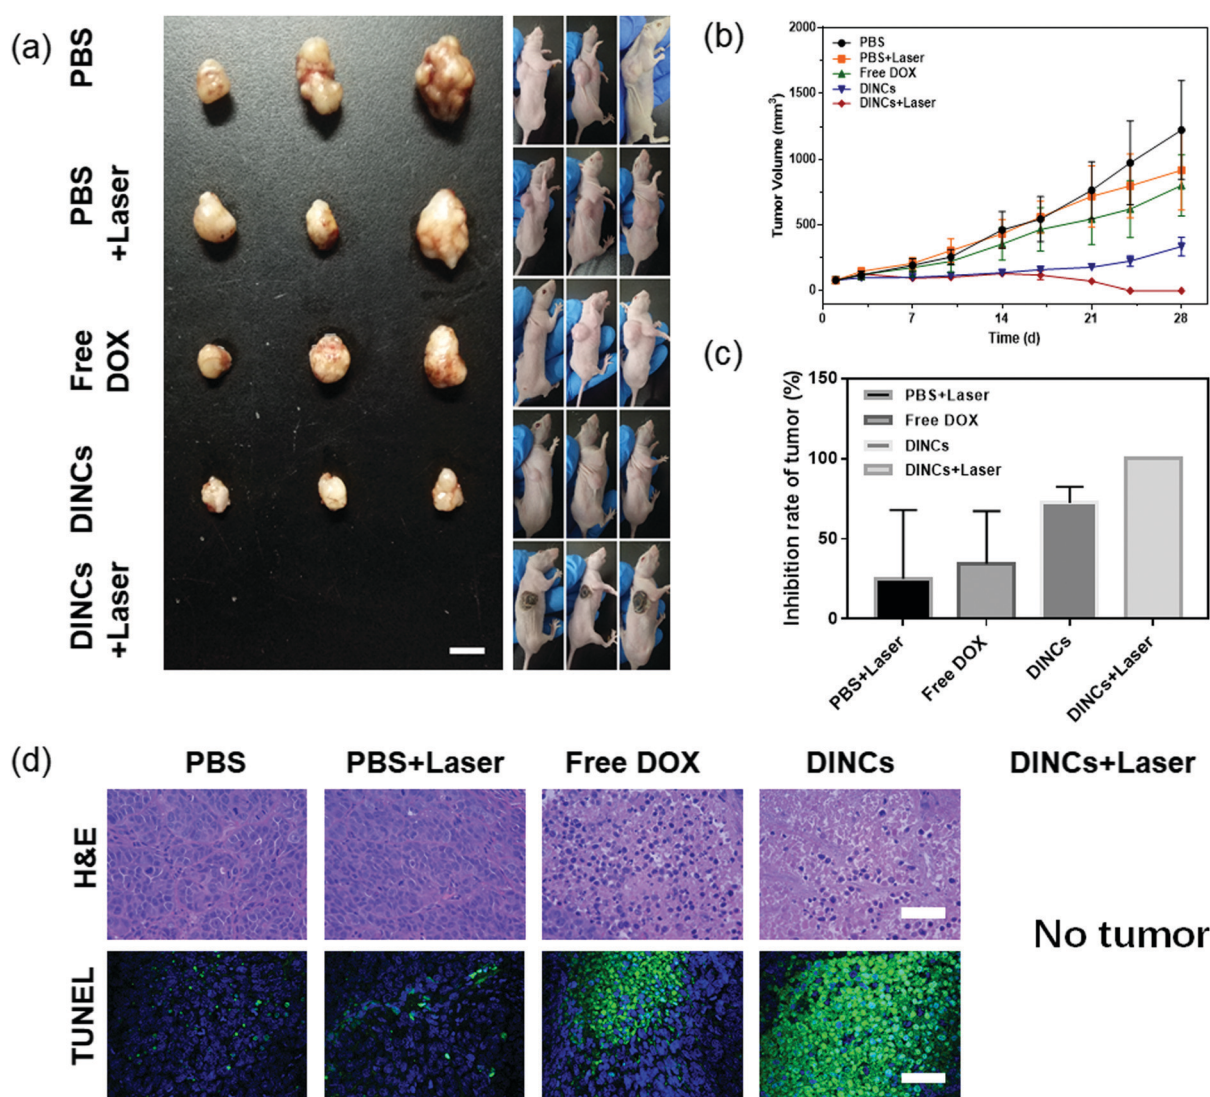 (a)
PBS
PBS
+Laser
Free
DOX
DINCs
DINCs
+Laser
(b)
Tumor Volume (mm³)
2000
1500
1000
500
0
PBS
PBS+Laser
Free DOX
DINCs
DINCs+Laser
0
7
14
21
28
Time (d)
(c)
Inhibition rate of tumor (%)
150
100
50
0
PBS+Laser
Free DOX
DINCs
DINCs+Laser
PBS+Laser
Free DOX
DINCs
DINCs+Laser
(d)
PBS
PBS+Laser
Free DOX
DINCs
DINCs+Laser
H&E
No tumor
TUNEL